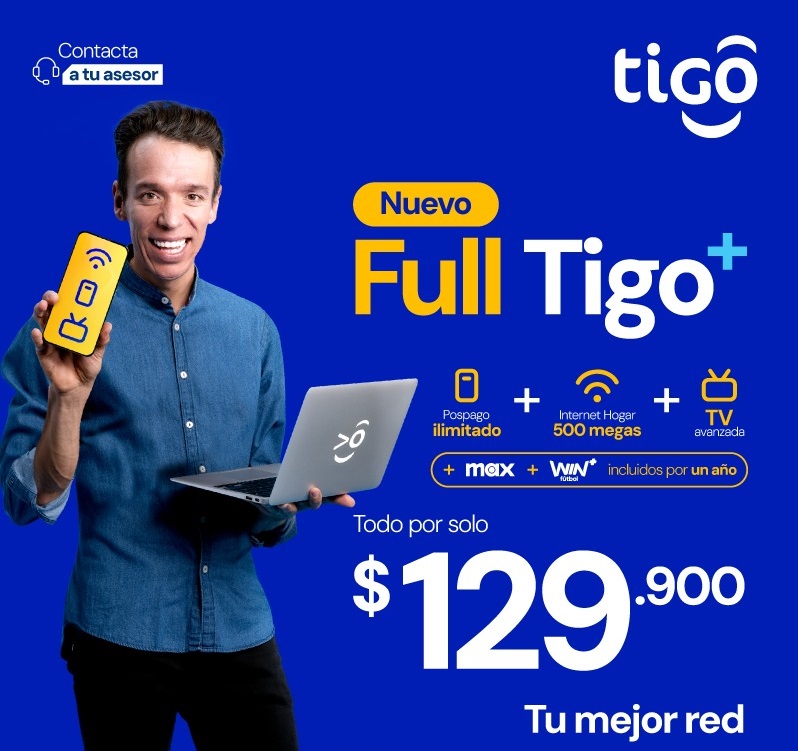 Contacta
a tu asesor
tigo
Nuevo
Full Tigo+
Pospago
ilimitado
+
Internet Hogar
500 megas
+
TV
avanzada
+ max + WIN+ fútbol incluidos por un año
Todo por solo
$129.900
Tu mejor red